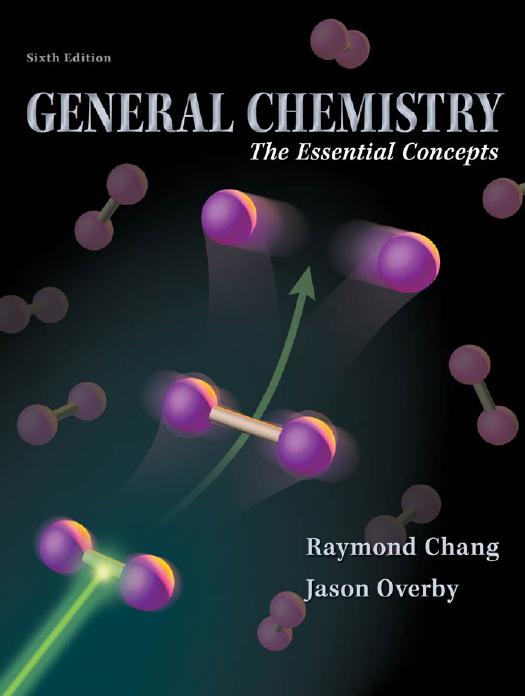 Sixth Edition
GENERAL CHEMISTRY
The Essential Concepts
Raymond Chang
Jason Overby